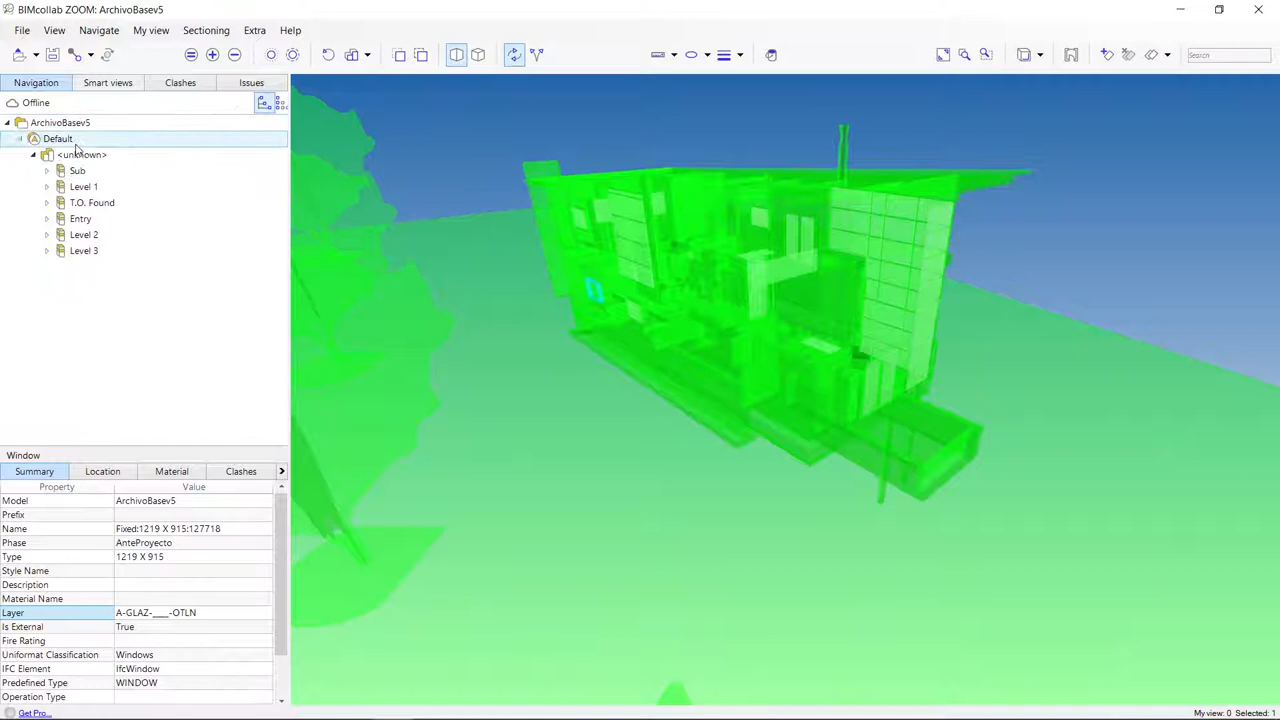 BIMcollab ZOOM: ArchivoBasev5
File View Navigate My view Sectioning Extra Help
Search
Navigation Smart views Clashes Issues
Offline
ArchivoBasev5
Default
<unknown>
Sub
Level 1
T.O. Found
Entry
Level 2
Level 3
Window
Summary Location Material Clashes
Property Value
Model ArchivoBasev5
Prefix
Name Fixed:1219 X 915:127718
Phase AnteProyecto
Type 1219 X 915
Style Name
Description
Material Name
Layer A-GLAZ-____-OTLN
Is External True
Fire Rating
Uniformat Classification Windows
IFC Element IfcWindow
Predefined Type WINDOW
Operation Type
Get Pro... My view: 0 Selected: 1